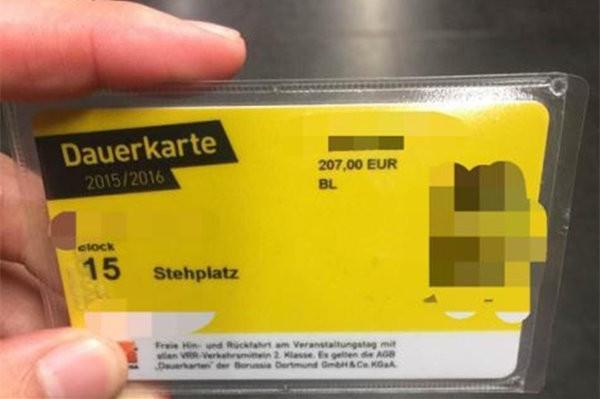 Dauerkarte
2015/2016
207,00 EUR
BL
Block
15 Stehplatz
Freie Hin- und Rückfahrt am Veranstaltungstag mit
allen VRR-Verkehrsmitteln 2. Klasse. Es gelten die AGB
„Dauerkarten" der Borussia Dortmund GmbH & Co. KGaA.